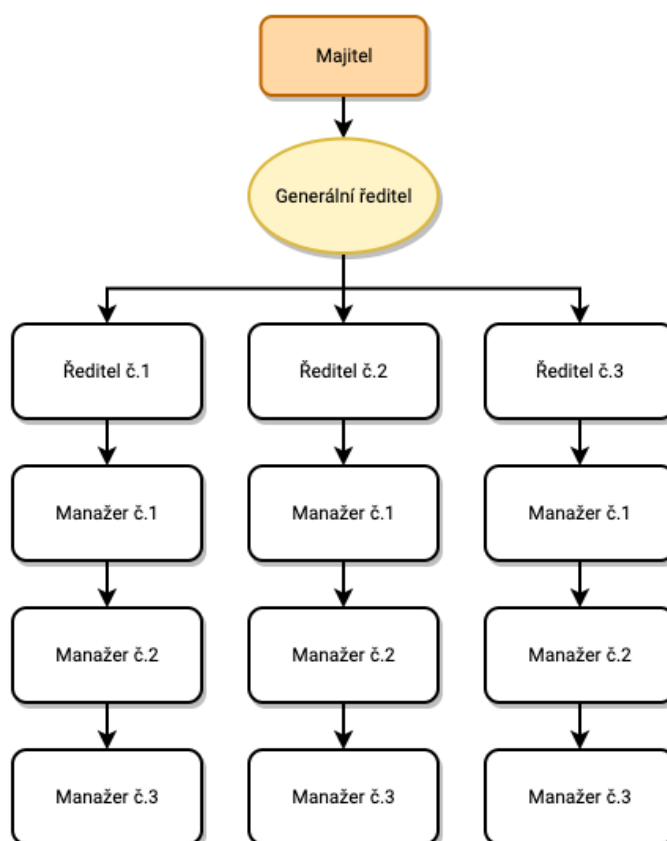 Majitel
Generální ředitel
Ředitel č.1
Ředitel č.2
Ředitel č.3
Manažer č.1
Manažer č.1
Manažer č.1
Manažer č.2
Manažer č.2
Manažer č.2
Manažer č.3
Manažer č.3
Manažer č.3